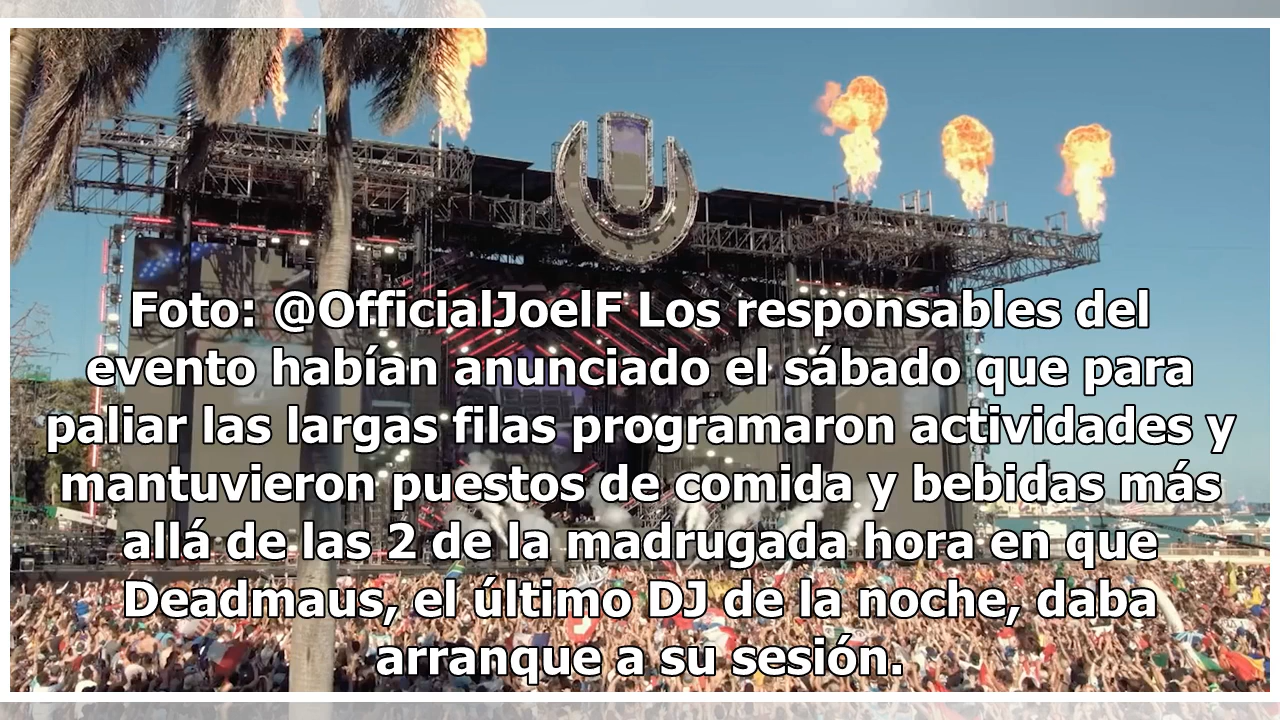 Foto: @OfficialJoelF Los responsables del
evento habían anunciado el sábado que para
paliar las largas filas programaron actividades y
mantuvieron puestos de comida y bebidas más
allá de las 2 de la madrugada hora en que
Deadmaus, el último DJ de la noche, daba
arranque a su sesión.